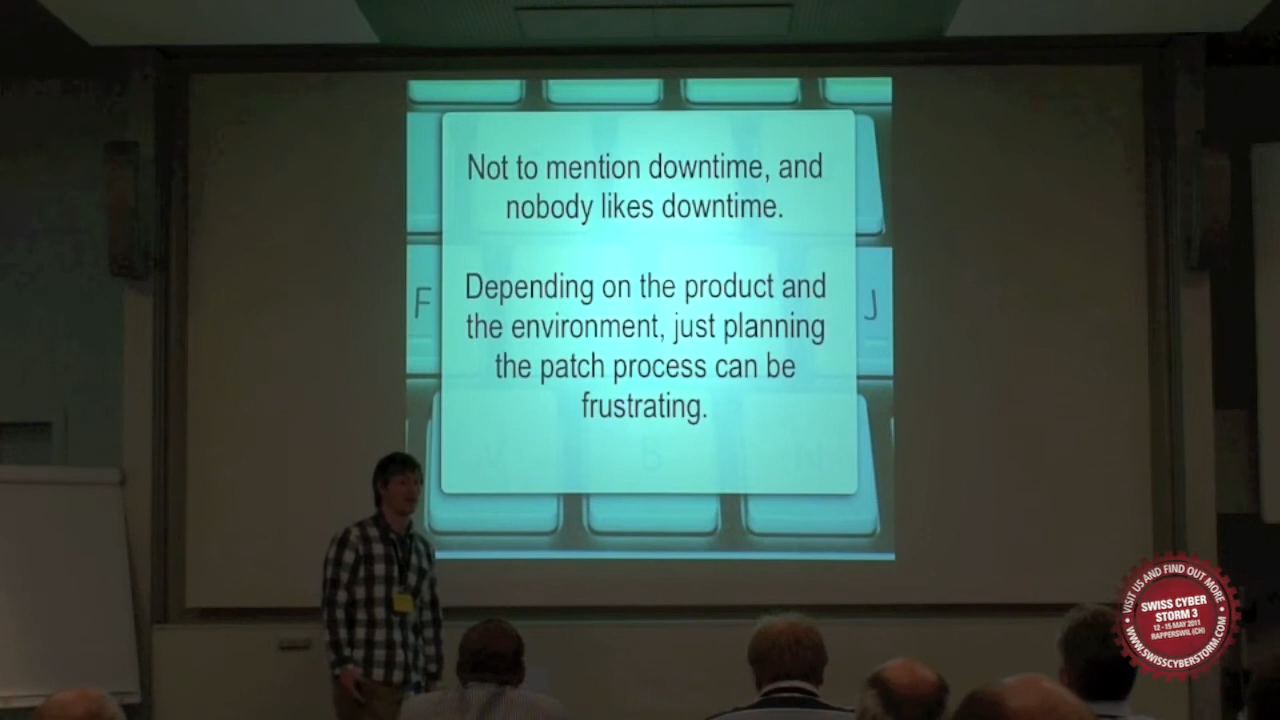 Not to mention downtime, and
nobody likes downtime.
Depending on the product and
the environment, just planning
the patch process can be
frustrating.
F
J
V
B
N
VISIT US AND FIND OUT MORE
SWISS CYBER
STORM 3
12 - 15 MAY 2011
RAPPERSWIL (CH)
WWW.SWISSCYBERSTORM.COM